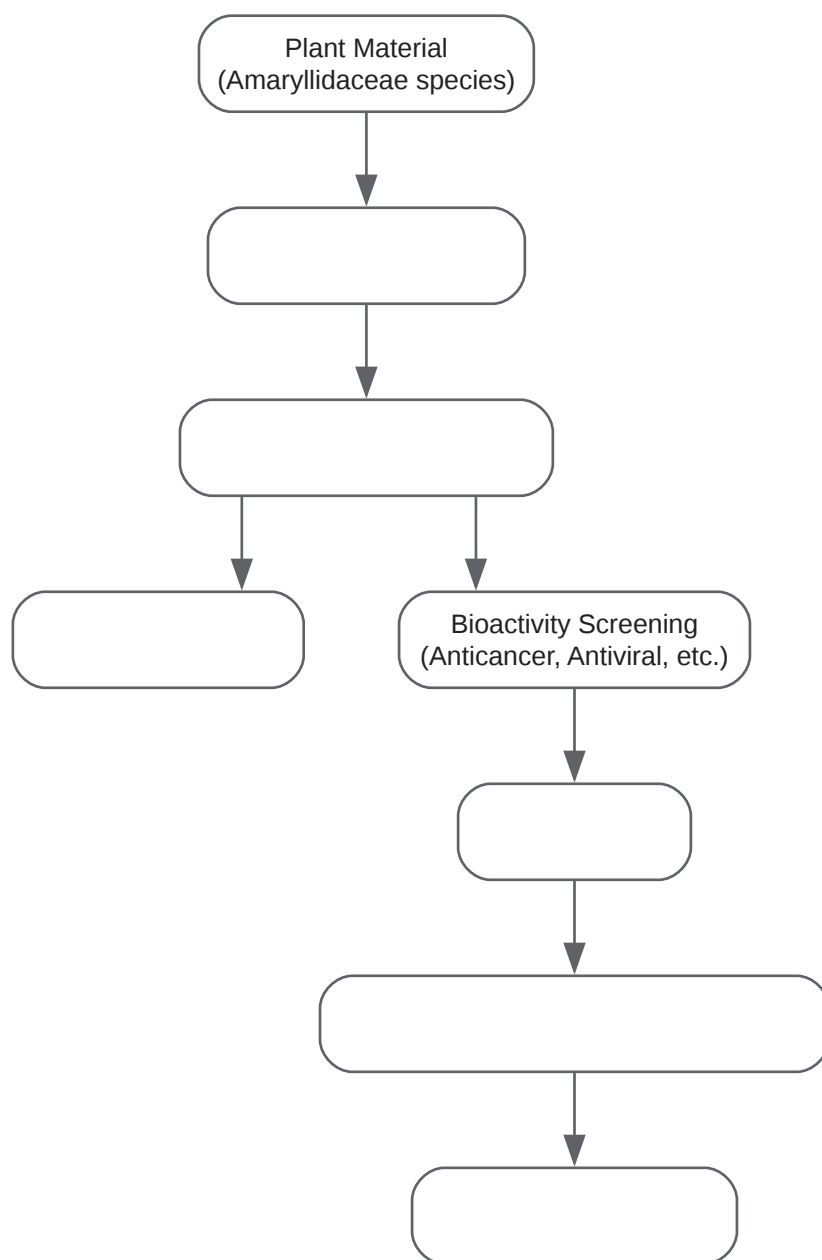 Plant Material
(Amaryllidaceae species)
Bioactivity Screening
(Anticancer, Antiviral, etc.)